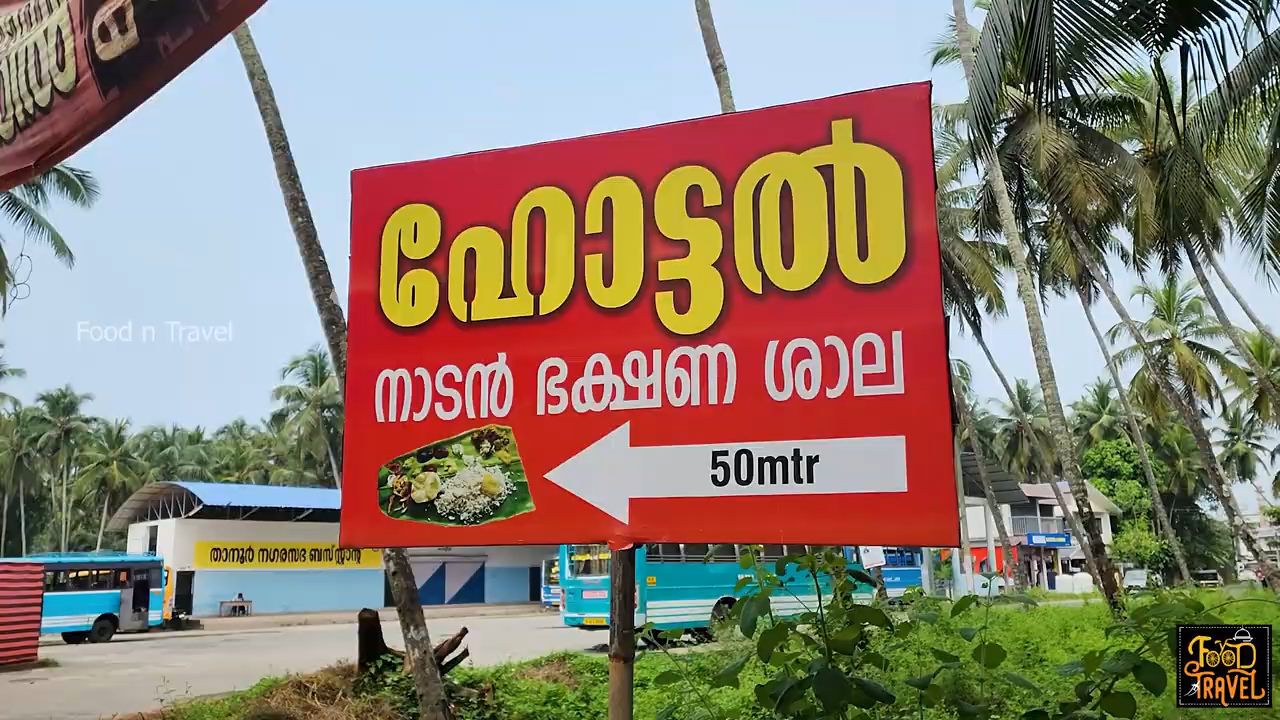 ഹോട്ടൽ
നാടൻ ഭക്ഷണ ശാല
50mtr
Food n Travel
താനൂർ നഗരസഭ ബസ്സ്റ്റാന്റ്
FOOD
N TRAVEL